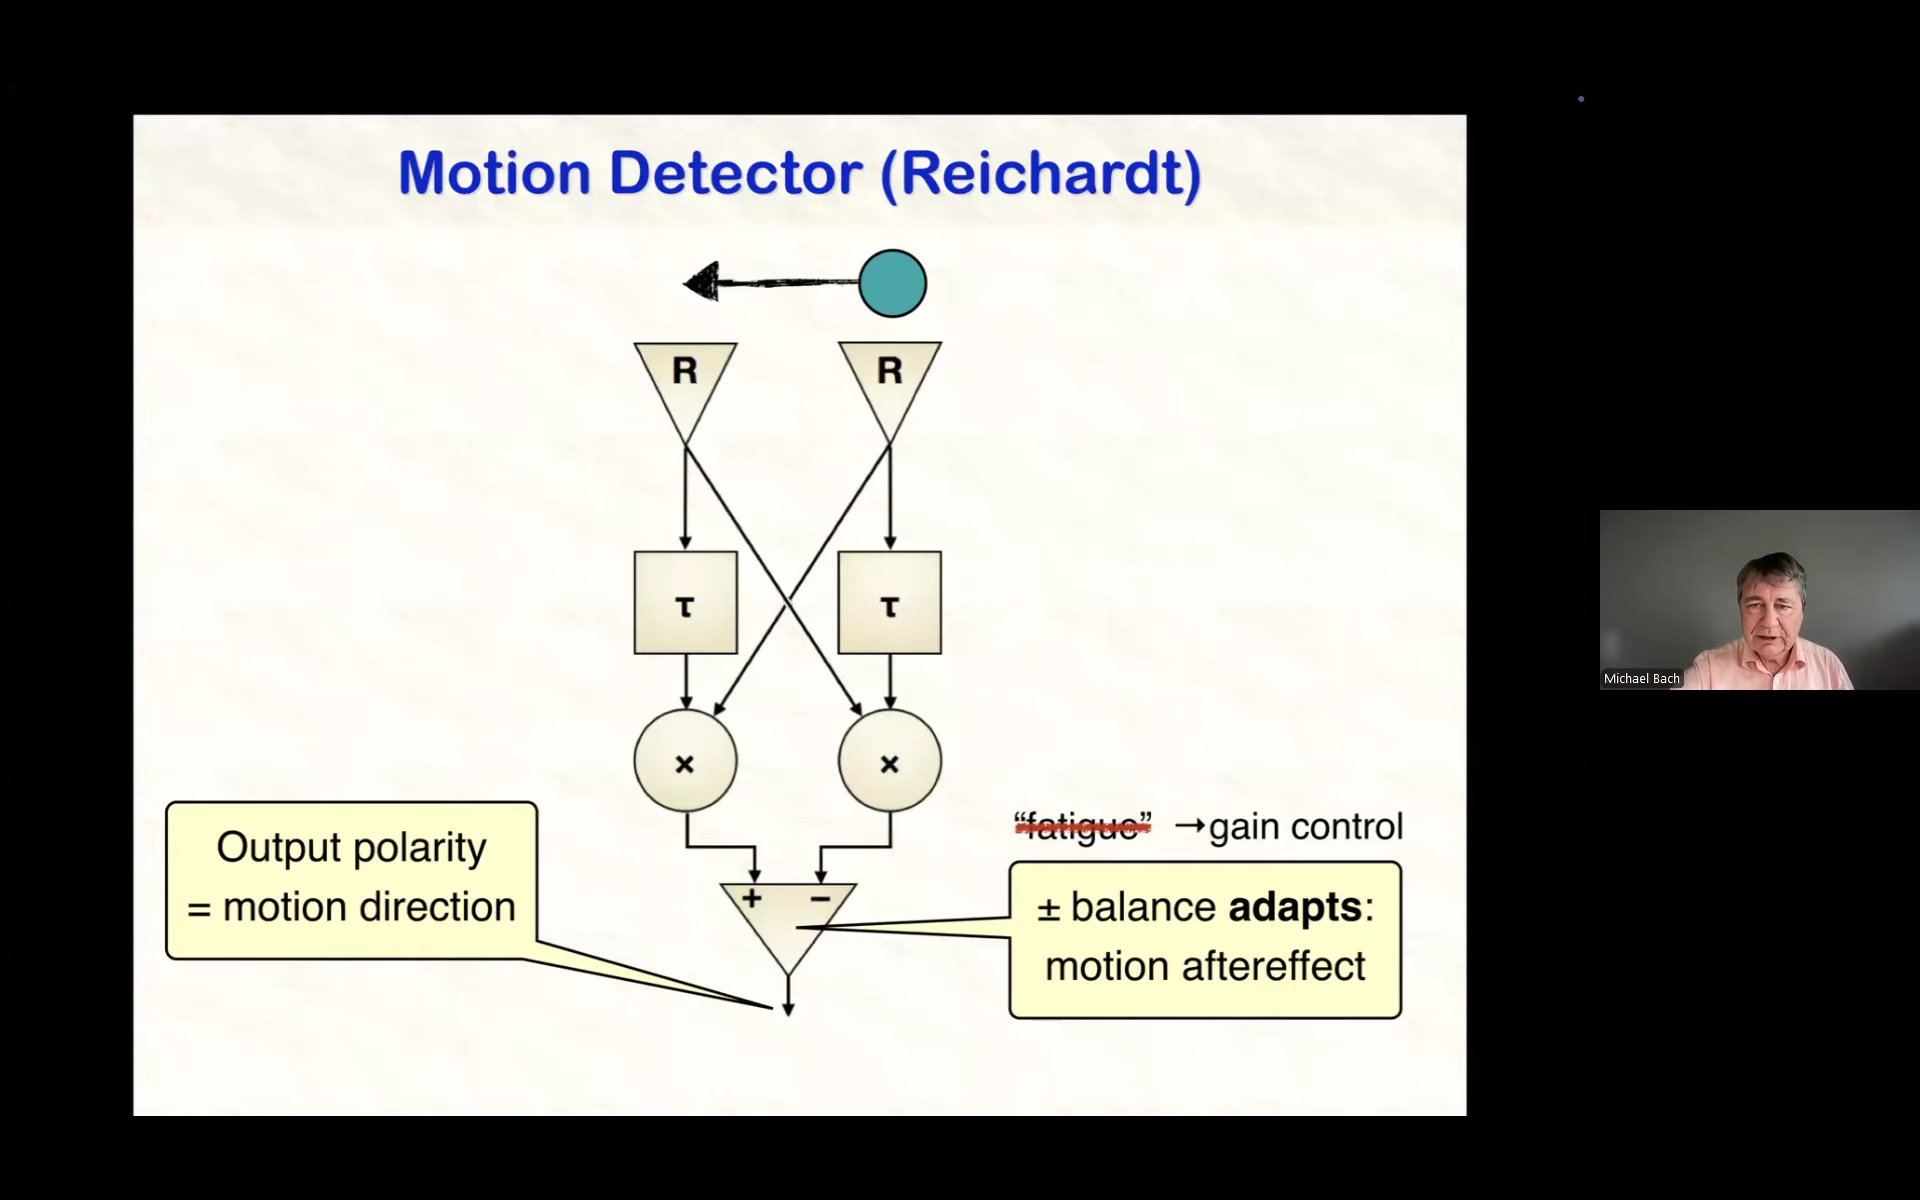 Motion Detector (Reichardt)
R R
τ τ
× ×
"fatigue" →gain control
Output polarity
= motion direction
+ −
± balance adapts:
motion aftereffect
Michael Bach